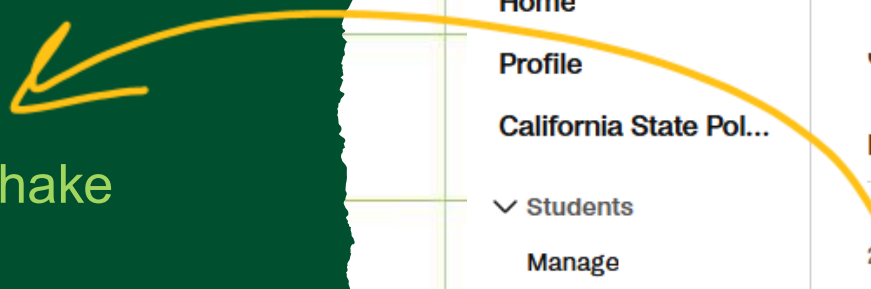 hake
Home
Profile
California State Pol...
Students
Manage